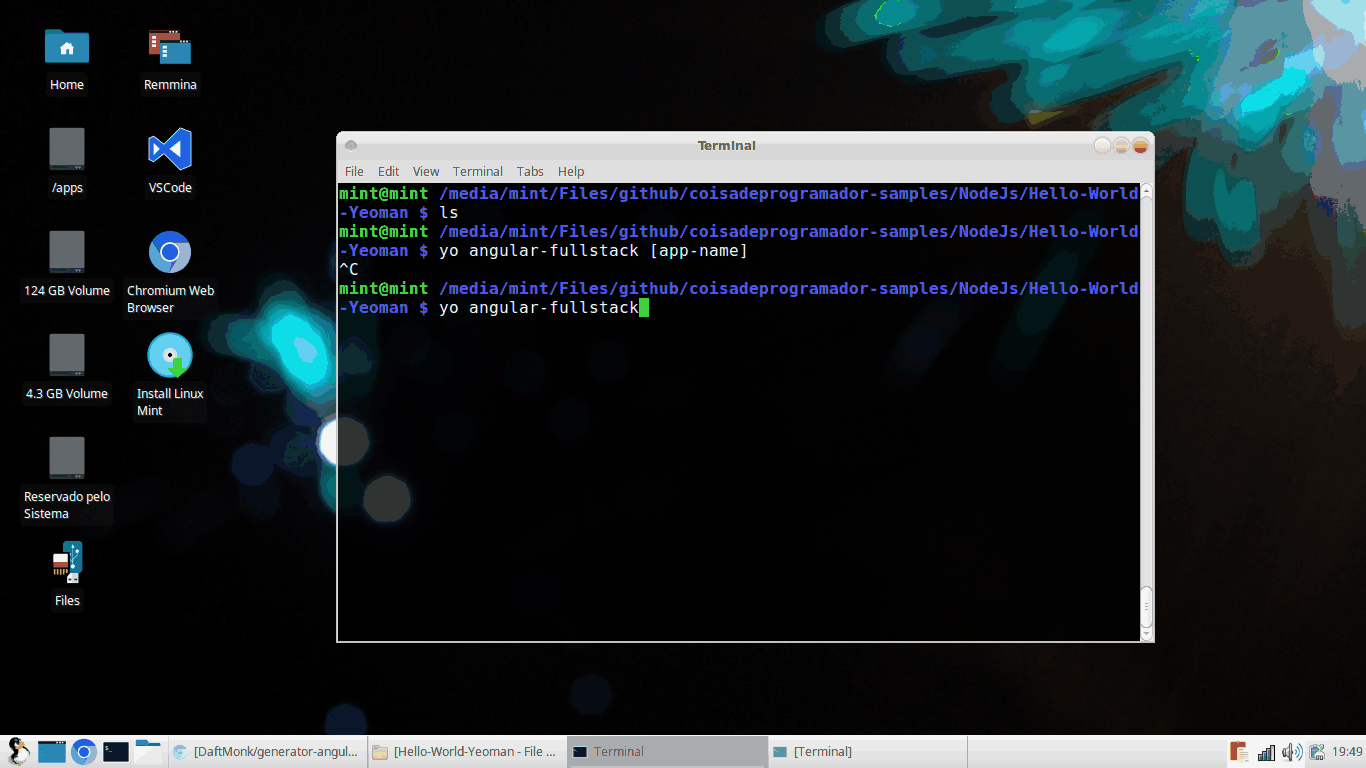 Home
Remmina
/apps
VSCode
124 GB Volume
Chromium Web
Browser
4.3 GB Volume
Install Linux
Mint
Reservado pelo
Sistema
Files
Terminal
File Edit View Terminal Tabs Help
mint@mint /media/mint/Files/github/coisadeprogramador-samples/NodeJs/Hello-World
-Yeoman $ ls
mint@mint /media/mint/Files/github/coisadeprogramador-samples/NodeJs/Hello-World
-Yeoman $ yo angular-fullstack [app-name]
^C
mint@mint /media/mint/Files/github/coisadeprogramador-samples/NodeJs/Hello-World
-Yeoman $ yo angular-fullstack
[DaftMonk/generator-angul... [Hello-World-Yeoman - File ... Terminal [Terminal] 19:49